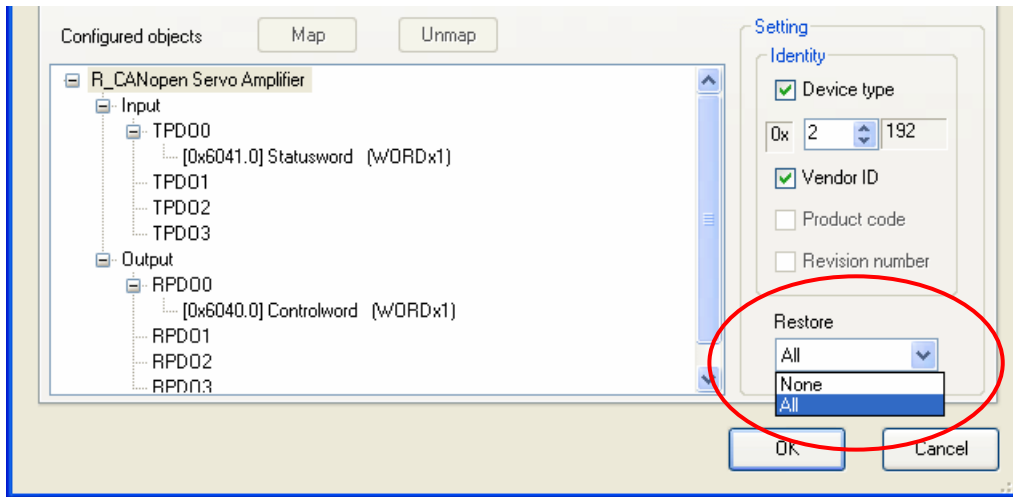 Configured objects
Map
Unmap
R_CANopen Servo Amplifier
Input
TPDO0
[0x6041.0] Statusword (WORDx1)
TPDO1
TPDO2
TPDO3
Output
RPDO0
[0x6040.0] Controlword (WORDx1)
RPDO1
RPDO2
RPDO3
Setting
Identity
Device type
0x 2 192
Vendor ID
Product code
Revision number
Restore
All
None
All
OK
Cancel